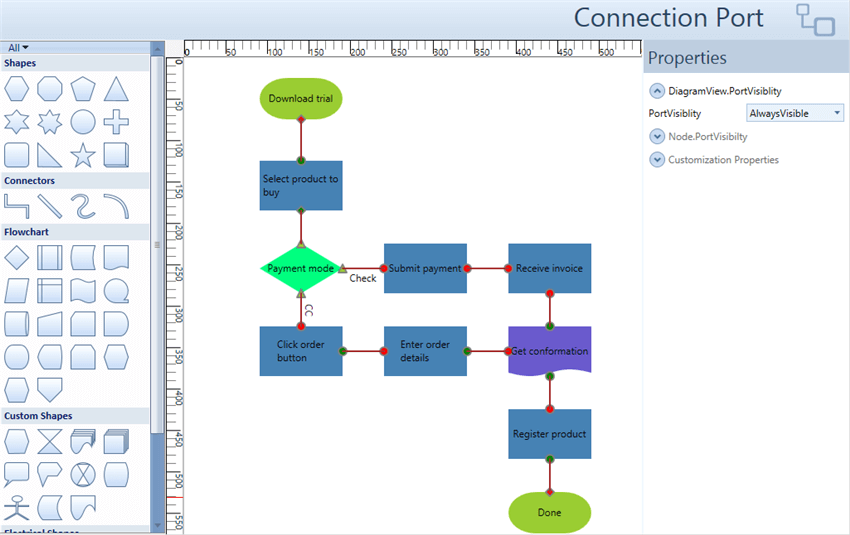 Connection Port
All
Shapes
Connectors
Flowchart
Custom Shapes
Electrical Shapes
50 100 150 200 250 300 350 400 450 500
0
50
100
150
200
250
300
350
400
450
500
550
Download trial
Select product to
buy
Payment mode
Check
Submit payment
Receive invoice
CC
Click order
button
Enter order
details
Get conformation
Register product
Done
Properties
DiagramView.PortVisiblity
PortVisiblity
AlwaysVisible
Node.PortVisibilty
Customization Properties